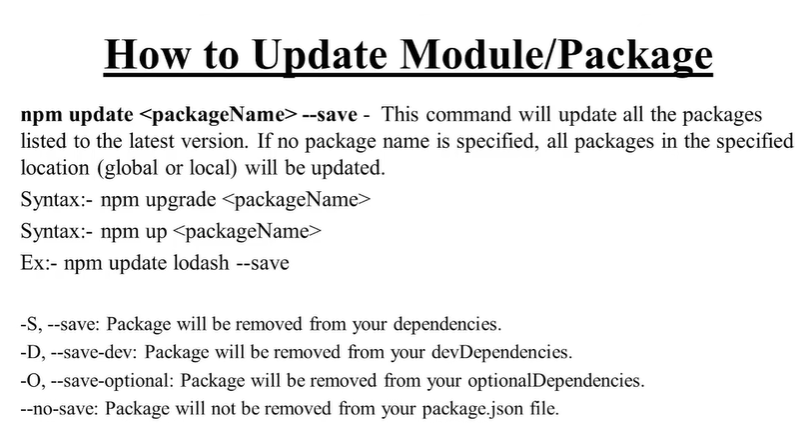 How to Update Module/Package
npm update <packageName> --save - This command will update all the packages
listed to the latest version. If no package name is specified, all packages in the specified
location (global or local) will be updated.
Syntax:- npm upgrade <packageName>
Syntax:- npm up <packageName>
Ex:- npm update lodash --save
-S, --save: Package will be removed from your dependencies.
-D, --save-dev: Package will be removed from your devDependencies.
-O, --save-optional: Package will be removed from your optionalDependencies.
--no-save: Package will not be removed from your package.json file.